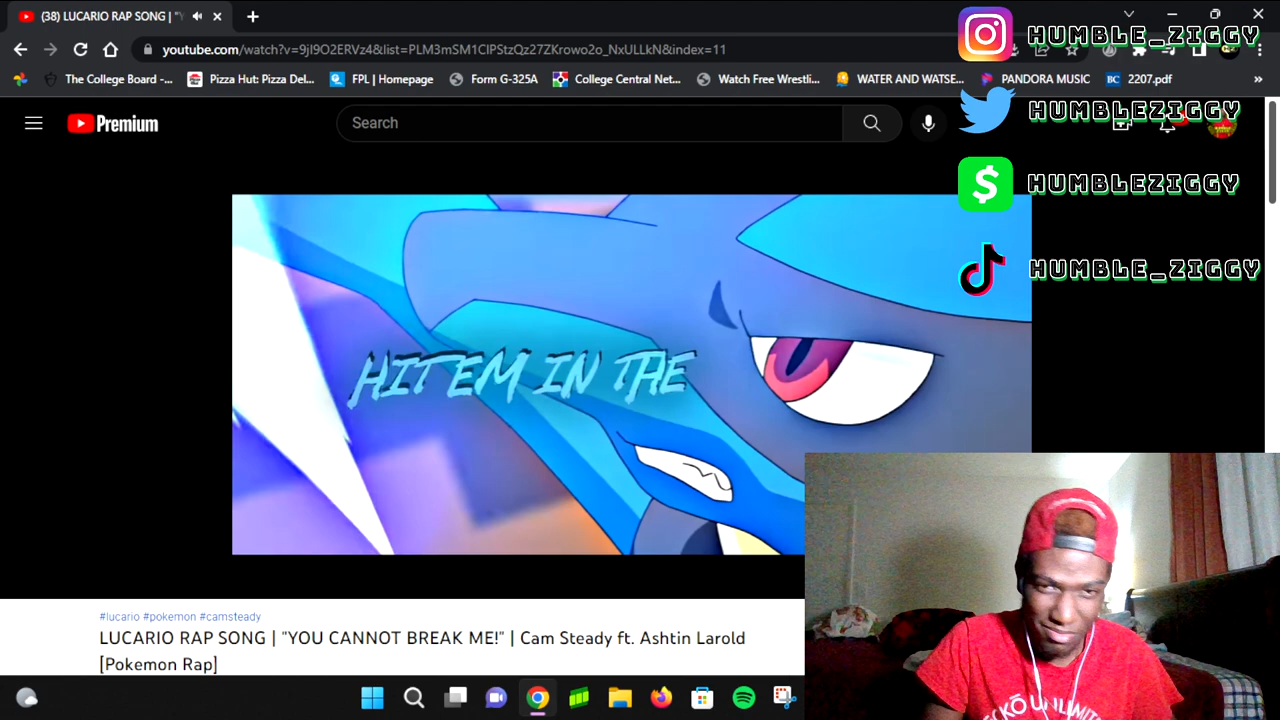 (38) LUCARIO RAP SONG | "Y
youtube.com/watch?v=9jI9O2ERVz4&list=PLM3mSM1CIPStzQz27ZKrowo2o_NxULLkN&index=11
The College Board -...
Pizza Hut: Pizza Del...
FPL | Homepage
Form G-325A
College Central Net...
Watch Free Wrestli...
WATER AND WATSE...
PANDORA MUSIC
BC
2207.pdf
Premium
Search
HUMBLE_ZIGGY
HUMBLEZIGGY
HUMBLEZIGGY
HUMBLE_ZIGGY
HIT EM IN THE
#lucario #pokemon #camsteady
LUCARIO RAP SONG | "YOU CANNOT BREAK ME!" | Cam Steady ft. Ashtin Larold
[Pokemon Rap]
UNLIMIT